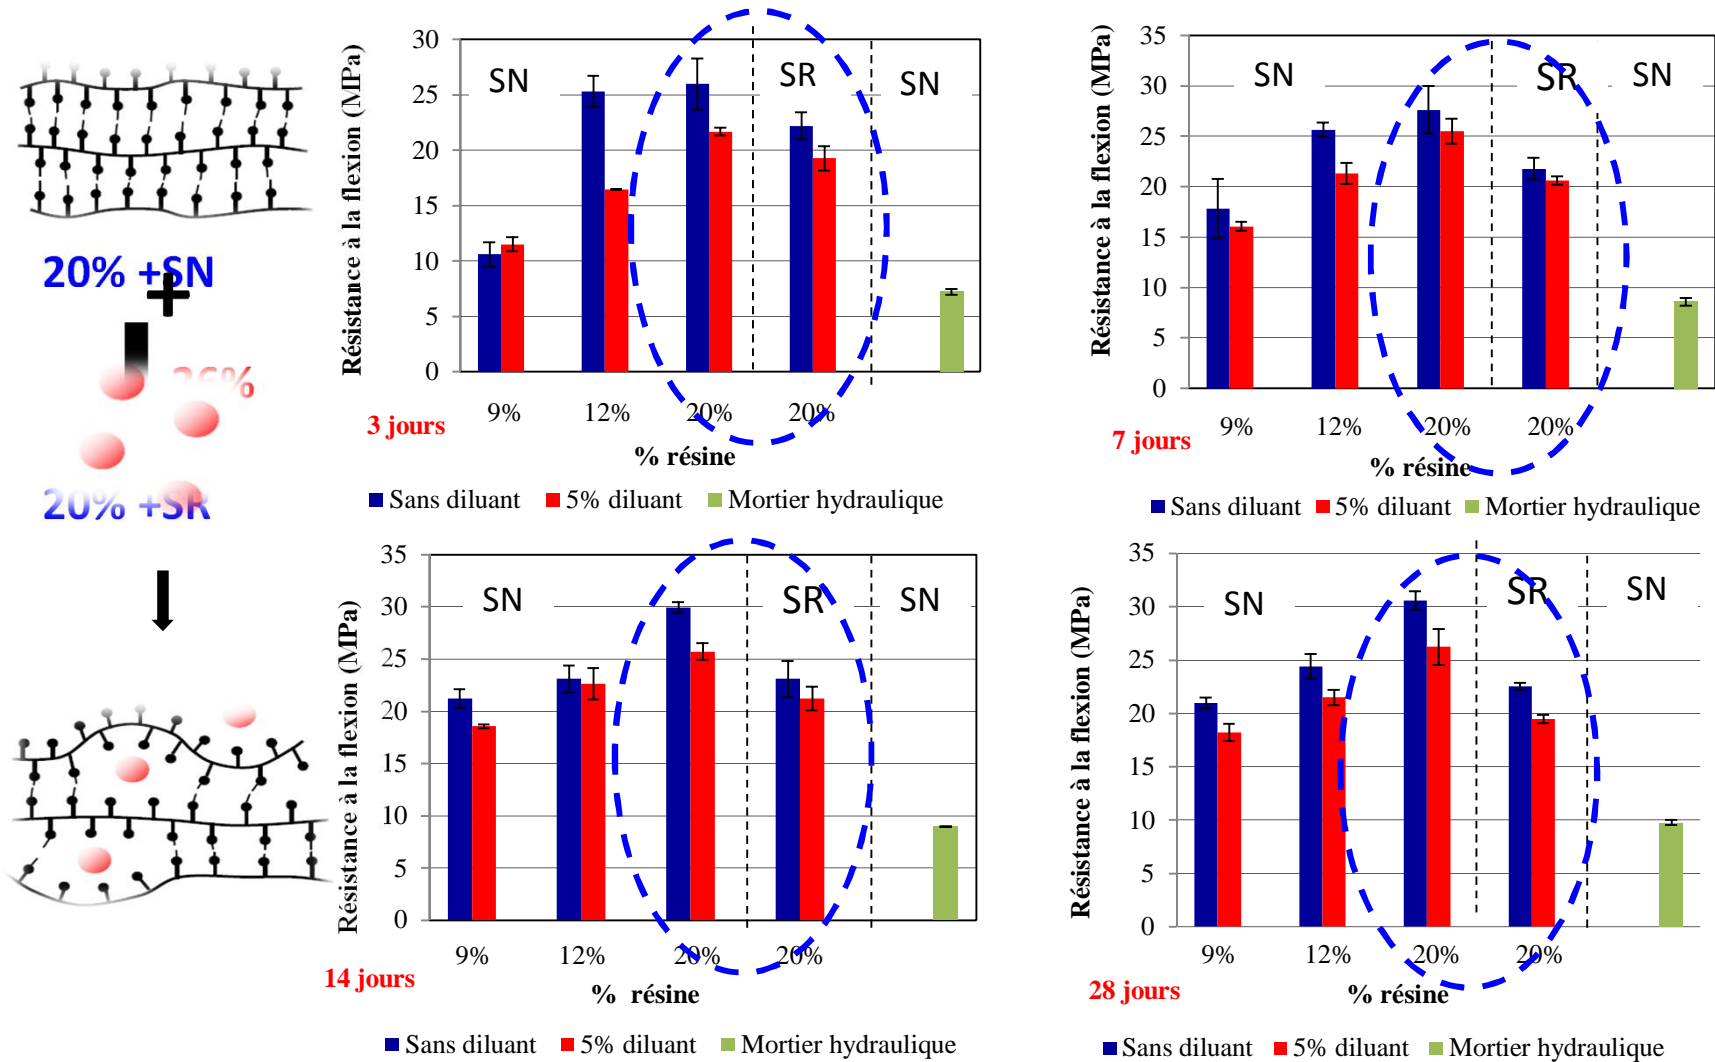 20% +SN
+
26%
20% +SR
Résistance à la flexion (MPa)
30
25
20
15
10
5
0
SN
SR
SN
9%
12%
20%
20%
3 jours
% résine
Sans diluant
5% diluant
Mortier hydraulique
Résistance à la flexion (MPa)
35
30
25
20
15
10
5
0
SN
SR
SN
9%
12%
20%
20%
7 jours
% résine
Sans diluant
5% diluant
Mortier hydraulique
Résistance à la flexion (MPa)
35
30
25
20
15
10
5
0
SN
SR
SN
9%
12%
20%
20%
14 jours
% résine
Sans diluant
5% diluant
Mortier hydraulique
Résistance à la flexion (MPa)
35
30
25
20
15
10
5
0
SN
SR
SN
9%
12%
20%
20%
28 jours
% résine
Sans diluant
5% diluant
Mortier hydraulique